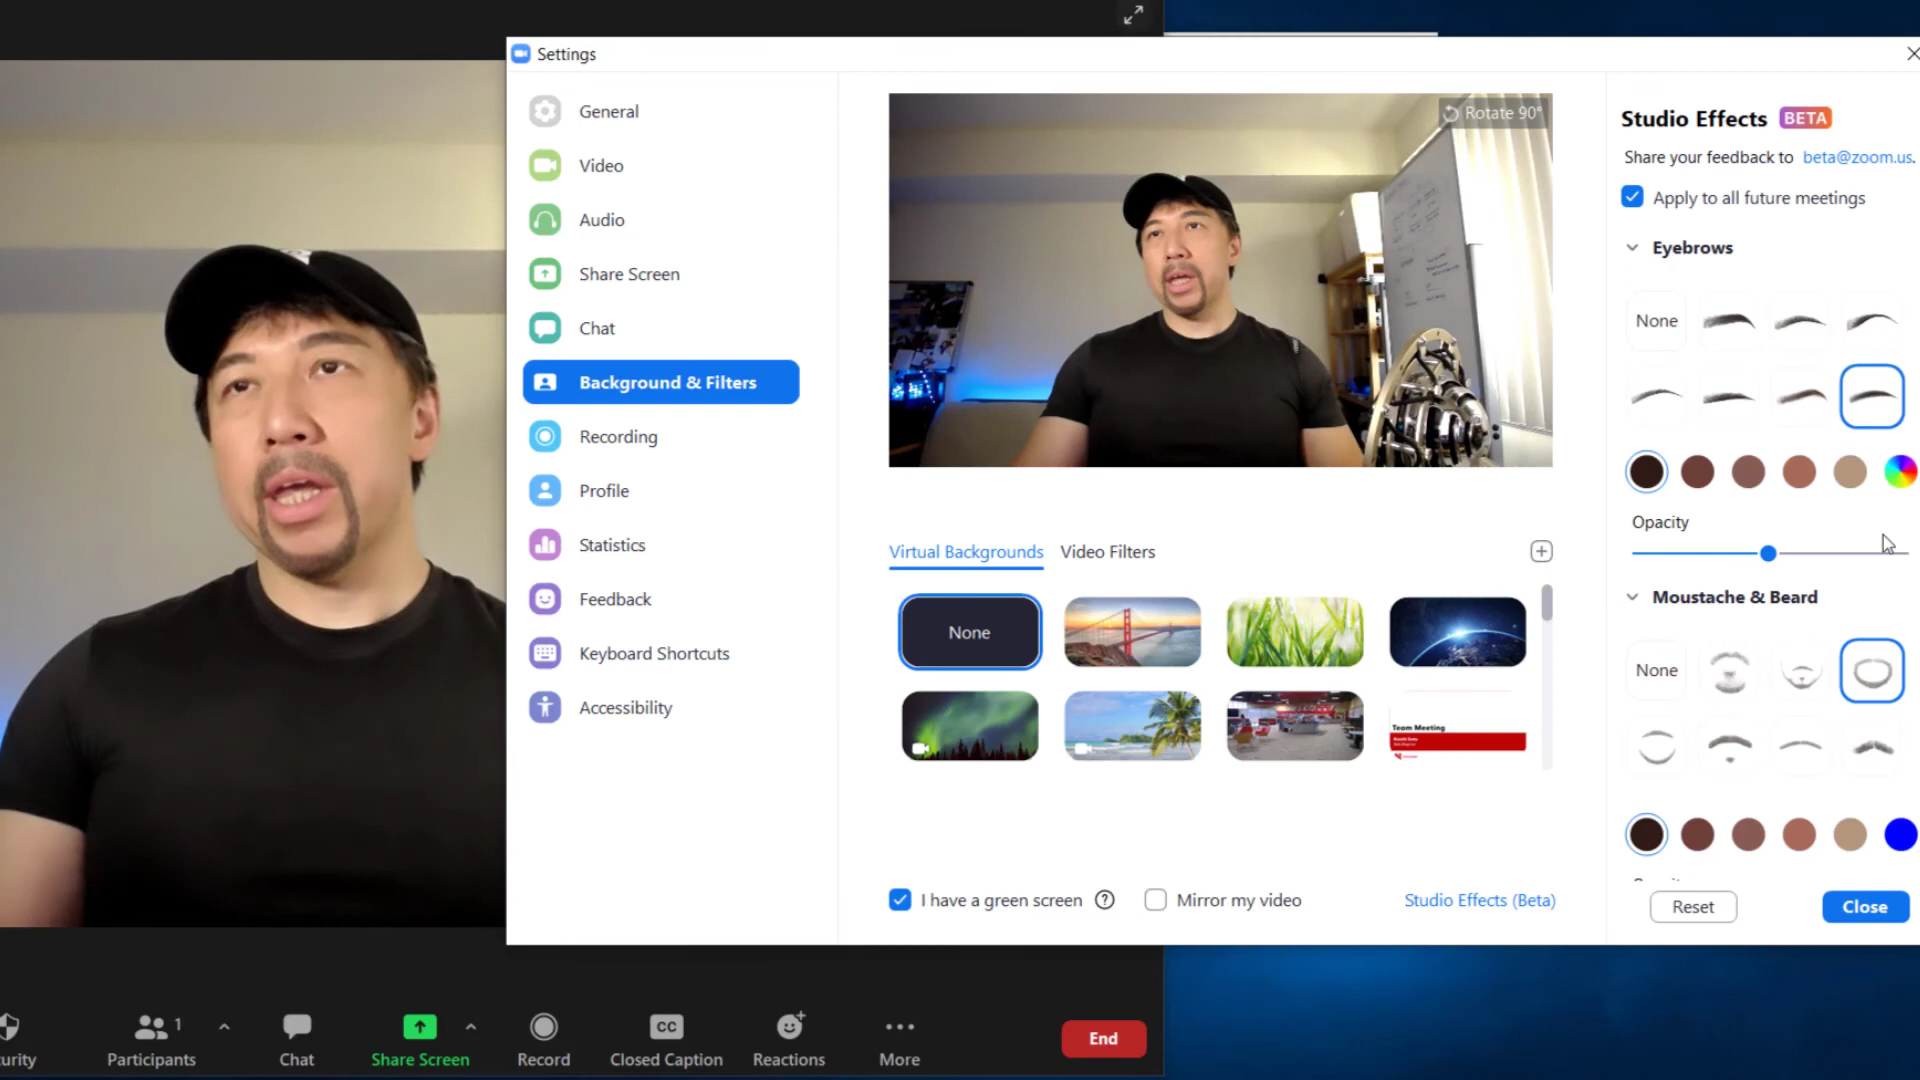 Settings
General
Video
Audio
Share Screen
Chat
Background & Filters
Recording
Profile
Statistics
Feedback
Keyboard Shortcuts
Accessibility
Rotate 90°
Virtual Backgrounds
Video Filters
None
Team Meeting
I have a green screen
Mirror my video
Studio Effects (Beta)
Studio Effects BETA
Share your feedback to beta@zoom.us.
Apply to all future meetings
Eyebrows
None
Opacity
Moustache & Beard
None
Reset
Close
urity
Participants
1
Chat
Share Screen
Record
CC
Closed Caption
Reactions
More
End